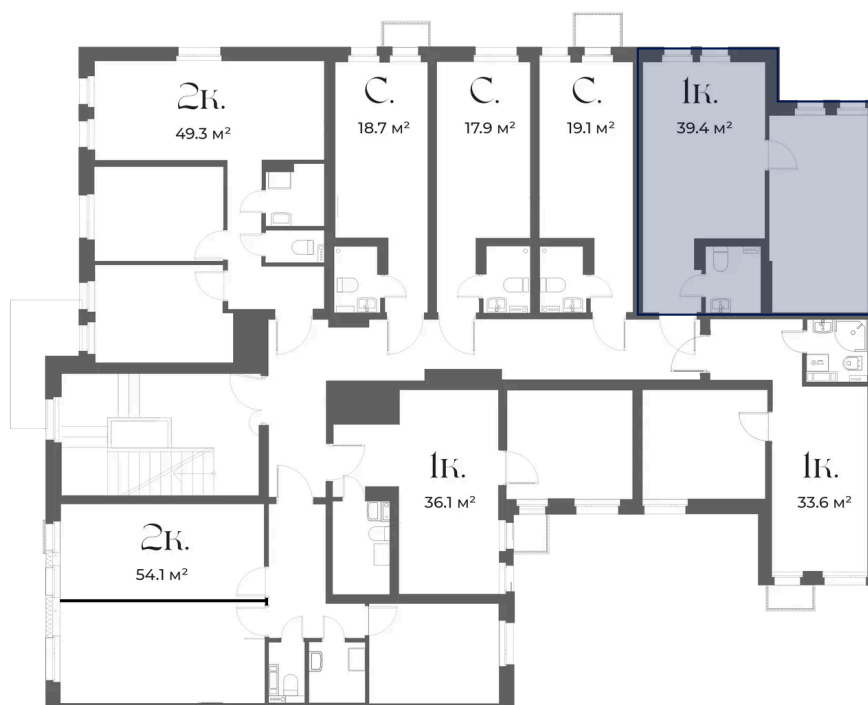 2к.
49.3 м²
С.
18.7 м²
С.
17.9 м²
С.
19.1 м²
1к.
39.4 м²
1к.
36.1 м²
1к.
33.6 м²
2к.
54.1 м²